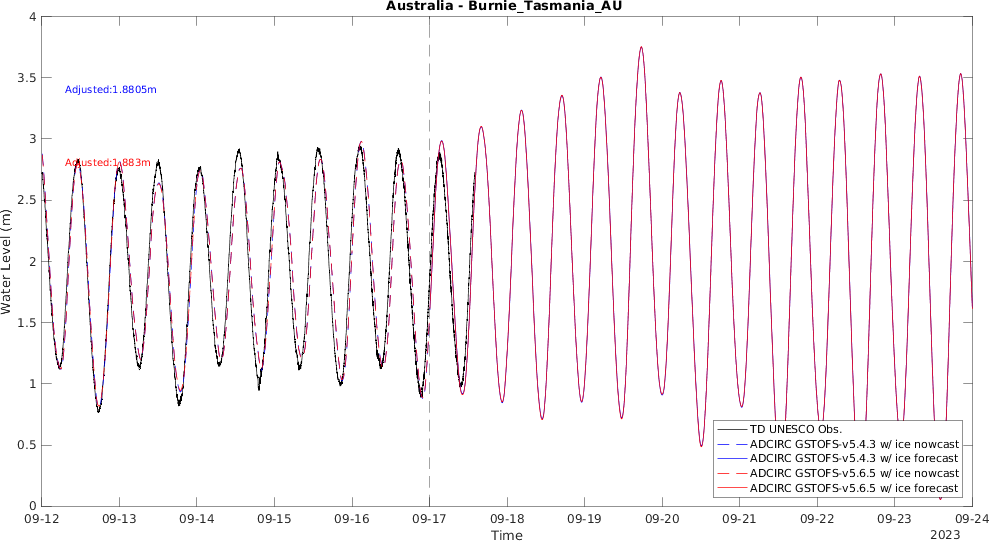 Australia - Burnie_Tasmania_AU
4
3.5
3
2.5
2
1.5
1
0.5
0
Water Level (m)
Adjusted:1.8805m
Adjusted:1.883m
TD UNESCO Obs.
ADCIRC GSTOFS-v5.4.3 w/ ice nowcast
ADCIRC GSTOFS-v5.4.3 w/ ice forecast
ADCIRC GSTOFS-v5.6.5 w/ ice nowcast
ADCIRC GSTOFS-v5.6.5 w/ ice forecast
09-12 09-13 09-14 09-15 09-16 09-17 09-18 09-19 09-20 09-21 09-22 09-23 09-24
Time
2023